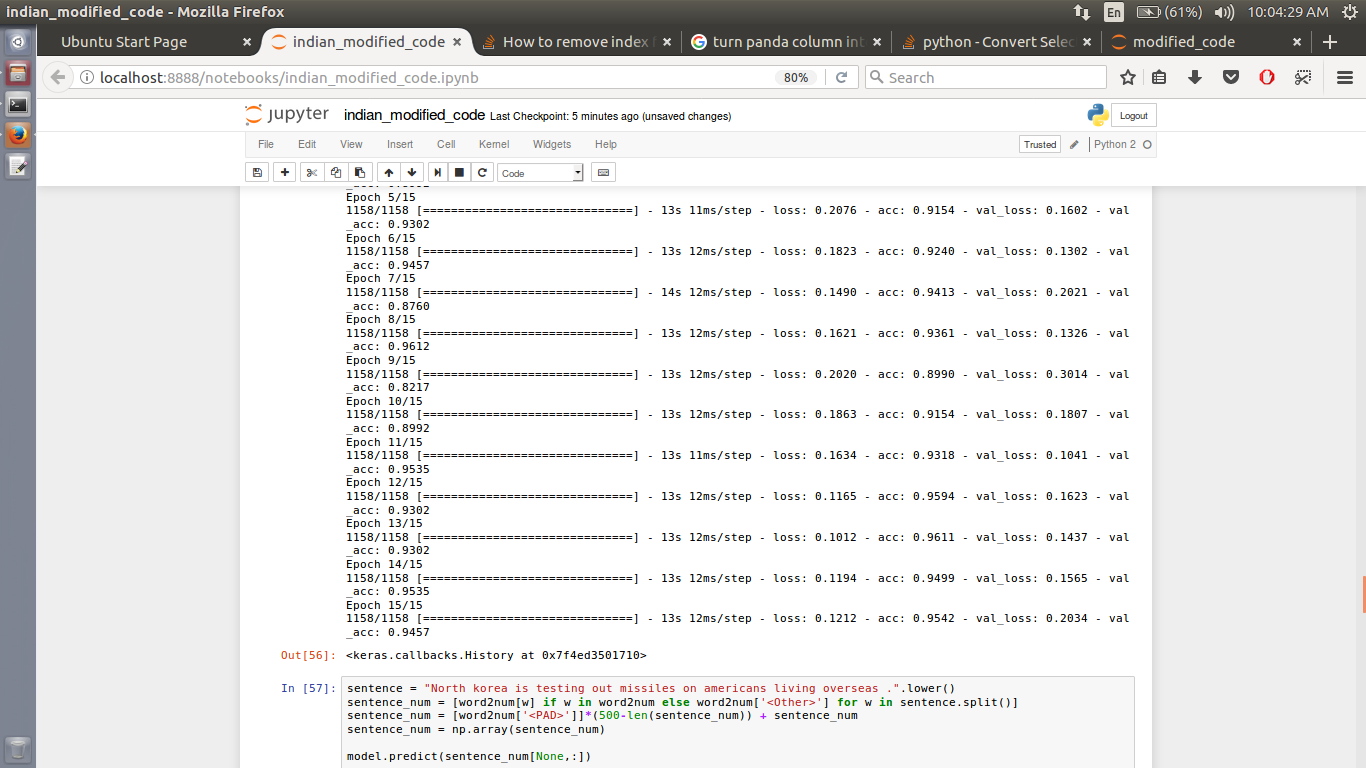 indian_modified_code - Mozilla Firefox
En (61%) 10:04:29 AM
Ubuntu Start Page × indian_modified_code × How to remove index × turn panda column int × python - Convert Selec × modified_code ×
localhost:8888/notebooks/indian_modified_code.ipynb 80% Search
jupyter indian_modified_code Last Checkpoint: 5 minutes ago (unsaved changes) Logout
File Edit View Insert Cell Kernel Widgets Help Trusted Python 2
Code
Epoch 5/15
1158/1158 [==============================] - 13s 11ms/step - loss: 0.2076 - acc: 0.9154 - val_loss: 0.1602 - val
_acc: 0.9302
Epoch 6/15
1158/1158 [==============================] - 13s 12ms/step - loss: 0.1823 - acc: 0.9240 - val_loss: 0.1302 - val
_acc: 0.9457
Epoch 7/15
1158/1158 [==============================] - 14s 12ms/step - loss: 0.1490 - acc: 0.9413 - val_loss: 0.2021 - val
_acc: 0.8760
Epoch 8/15
1158/1158 [==============================] - 13s 12ms/step - loss: 0.1621 - acc: 0.9361 - val_loss: 0.1326 - val
_acc: 0.9612
Epoch 9/15
1158/1158 [==============================] - 13s 12ms/step - loss: 0.2020 - acc: 0.8990 - val_loss: 0.3014 - val
_acc: 0.8217
Epoch 10/15
1158/1158 [==============================] - 13s 12ms/step - loss: 0.1863 - acc: 0.9154 - val_loss: 0.1807 - val
_acc: 0.8992
Epoch 11/15
1158/1158 [==============================] - 13s 11ms/step - loss: 0.1634 - acc: 0.9318 - val_loss: 0.1041 - val
_acc: 0.9535
Epoch 12/15
1158/1158 [==============================] - 13s 12ms/step - loss: 0.1165 - acc: 0.9594 - val_loss: 0.1623 - val
_acc: 0.9302
Epoch 13/15
1158/1158 [==============================] - 13s 12ms/step - loss: 0.1012 - acc: 0.9611 - val_loss: 0.1437 - val
_acc: 0.9302
Epoch 14/15
1158/1158 [==============================] - 13s 12ms/step - loss: 0.1194 - acc: 0.9499 - val_loss: 0.1565 - val
_acc: 0.9535
Epoch 15/15
1158/1158 [==============================] - 13s 12ms/step - loss: 0.1212 - acc: 0.9542 - val_loss: 0.2034 - val
_acc: 0.9457
Out[56]: <keras.callbacks.History at 0x7f4ed3501710>
In [57]: sentence = "North korea is testing out missiles on americans living overseas .".lower()
sentence_num = [word2num[w] if w in word2num else word2num['<Other>'] for w in sentence.split()]
sentence_num = [word2num['<PAD>']]*(500-len(sentence_num)) + sentence_num
sentence_num = np.array(sentence_num)
model.predict(sentence_num[None,:])